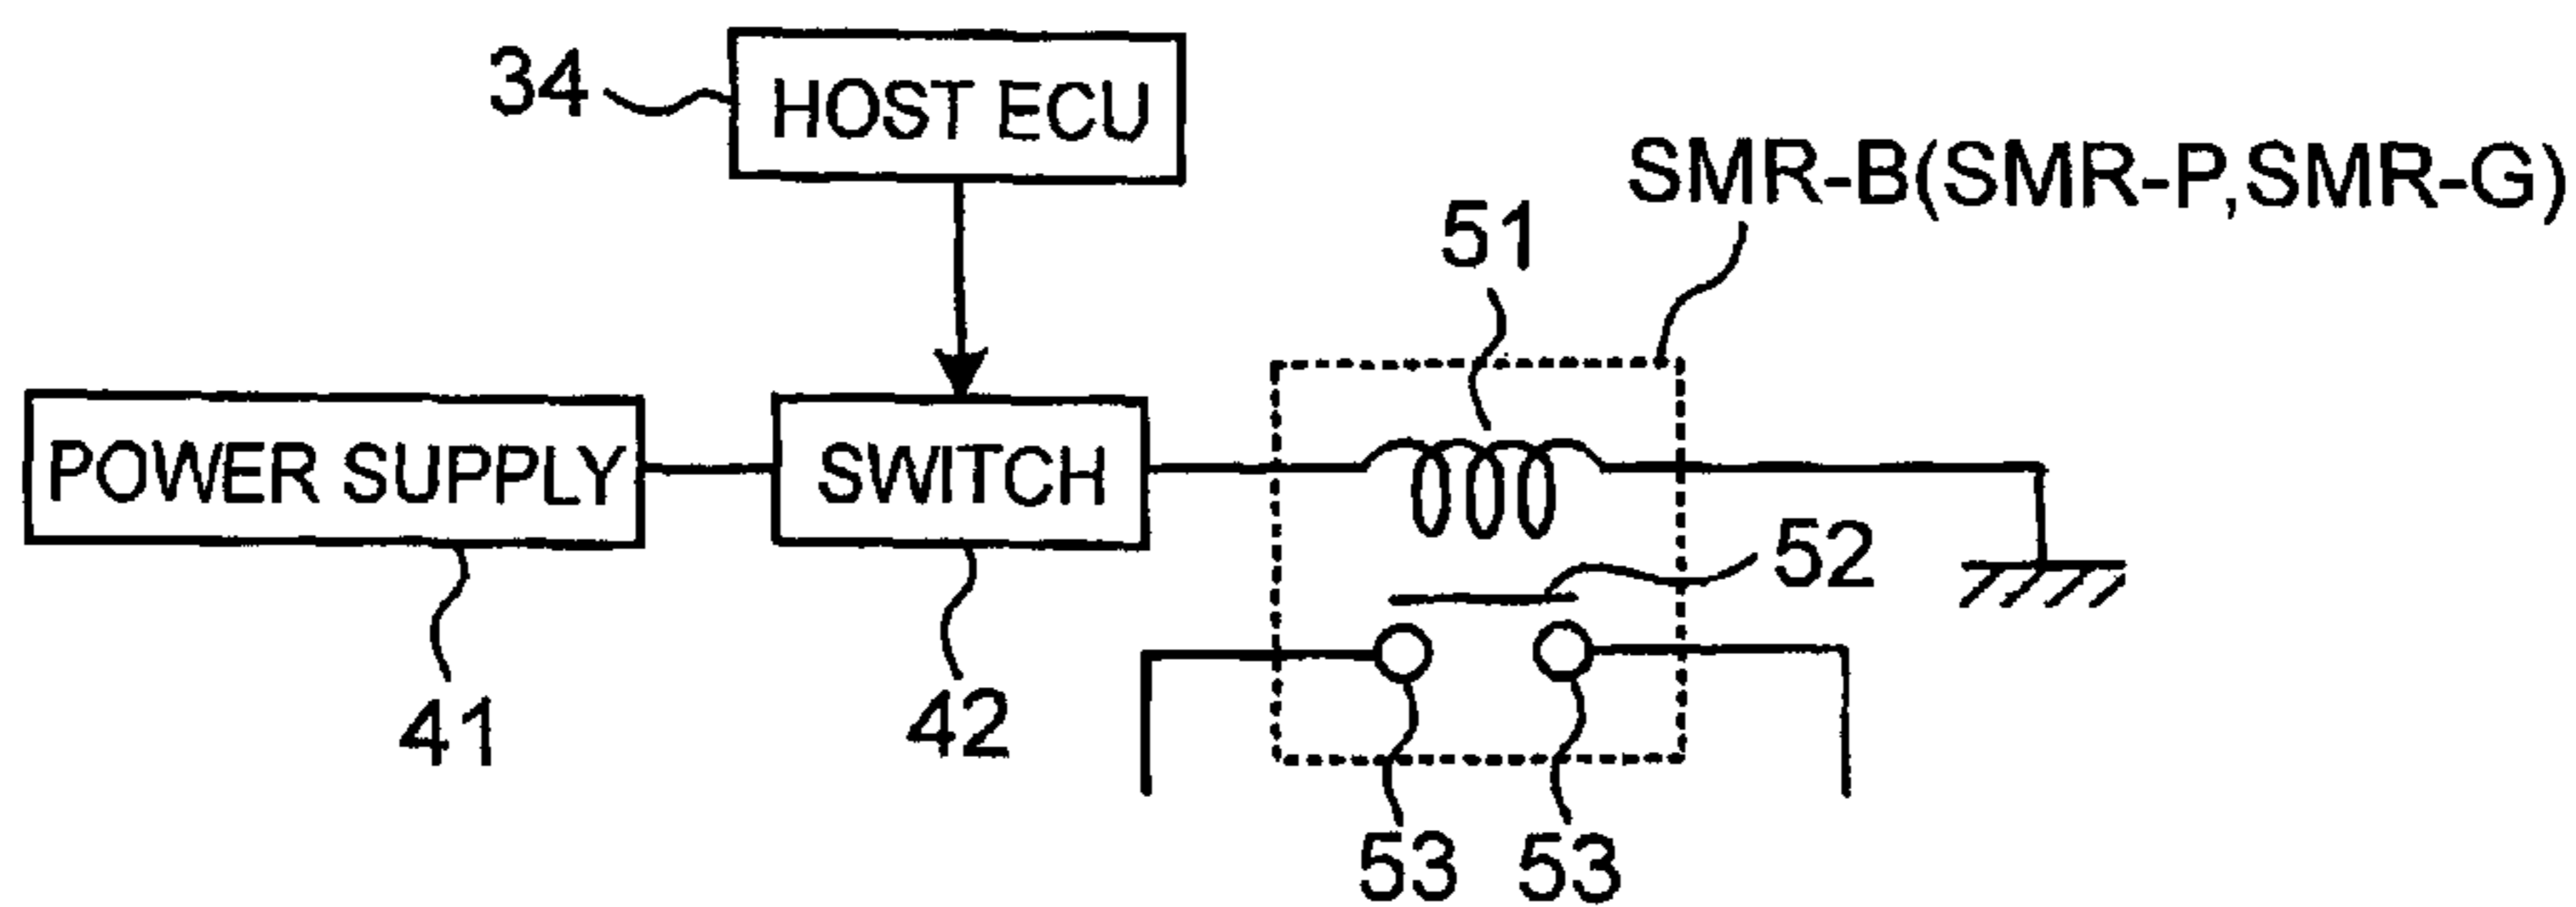 34
HOST ECU
SMR-B(SMR-P,SMR-G)
51
POWER SUPPLY
SWITCH
52
41
42
53
53